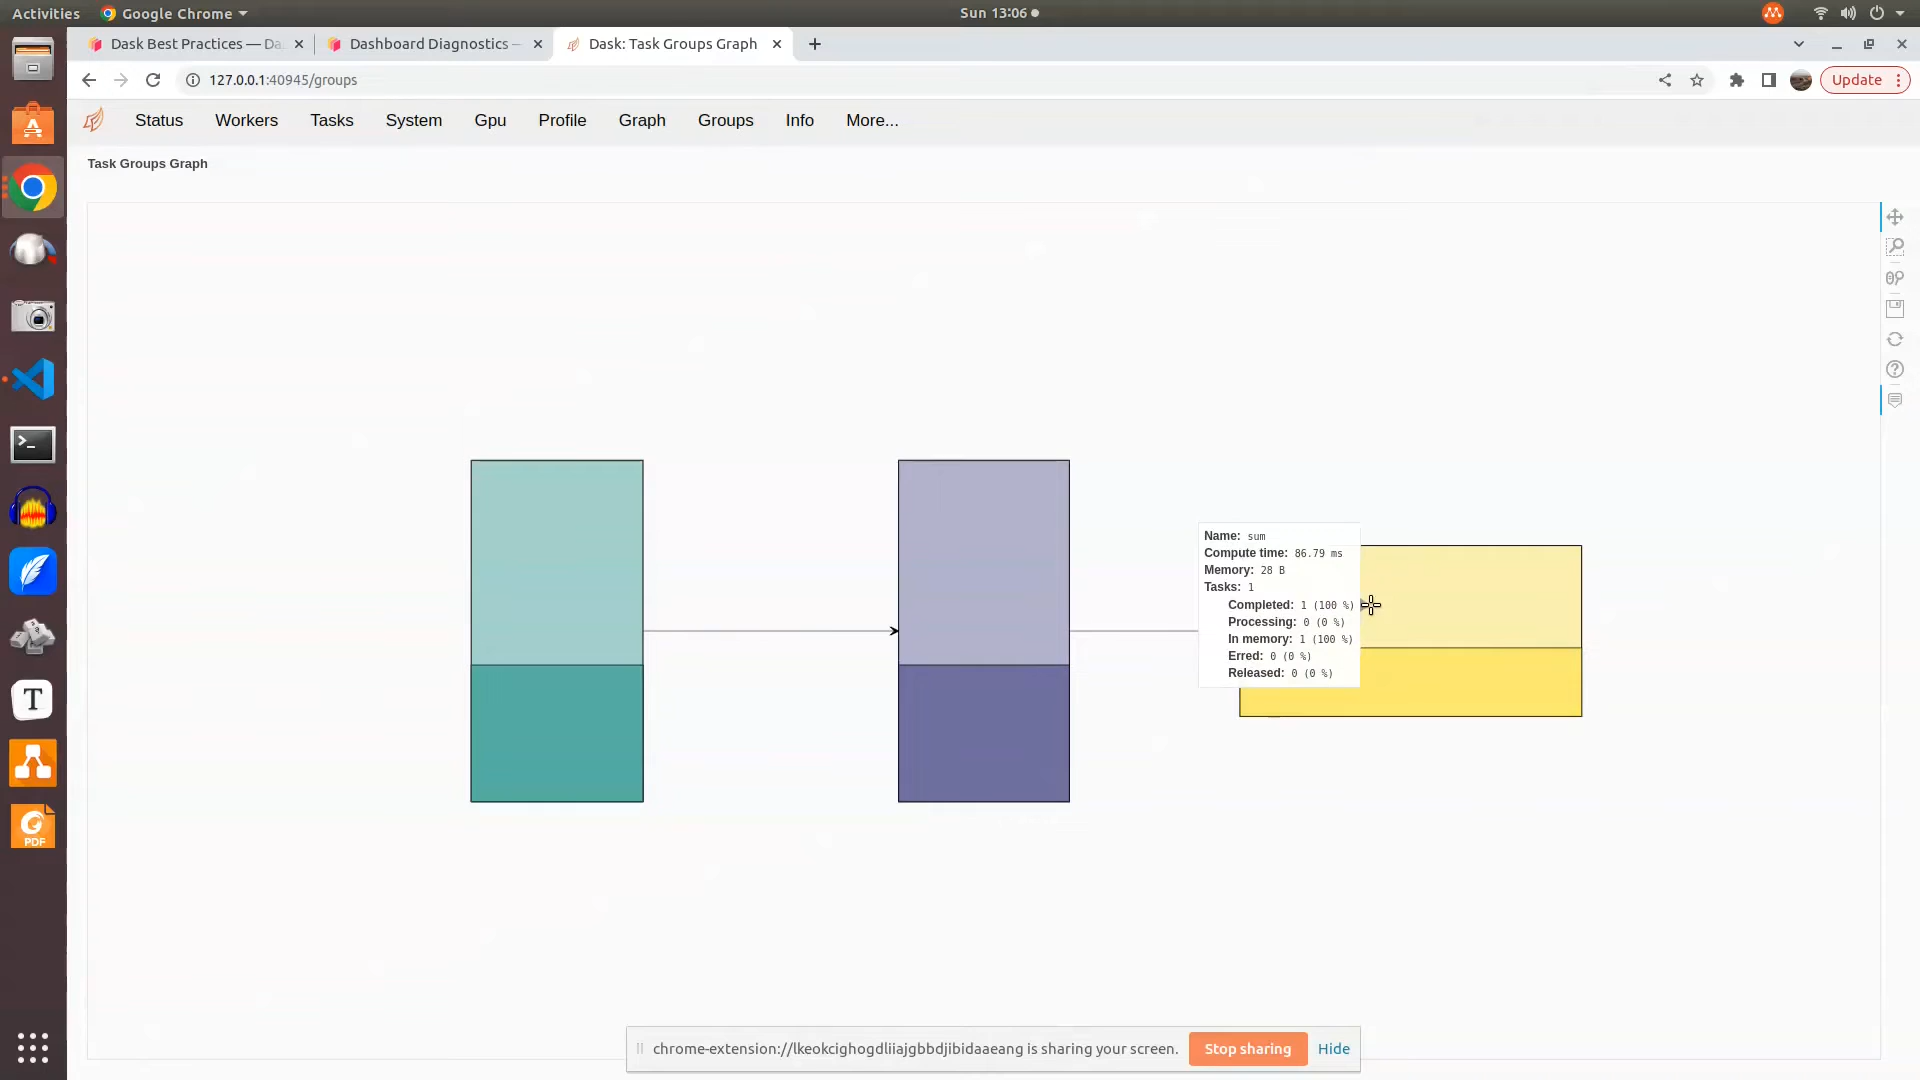 Activities Google Chrome Sun 13:06
Dask Best Practices — Da Dashboard Diagnostics – Dask: Task Groups Graph
127.0.0.1:40945/groups Update
Status Workers Tasks System Gpu Profile Graph Groups Info More...
Task Groups Graph
Name: sum
Compute time: 86.79 ms
Memory: 28 B
Tasks: 1
Completed: 1 (100 %)
Processing: 0 (0 %)
In memory: 1 (100 %)
Erred: 0 (0 %)
Released: 0 (0 %)
T
PDF
chrome-extension://lkeokcighogdliiajgbbdjibidaaeang is sharing your screen. Stop sharing Hide